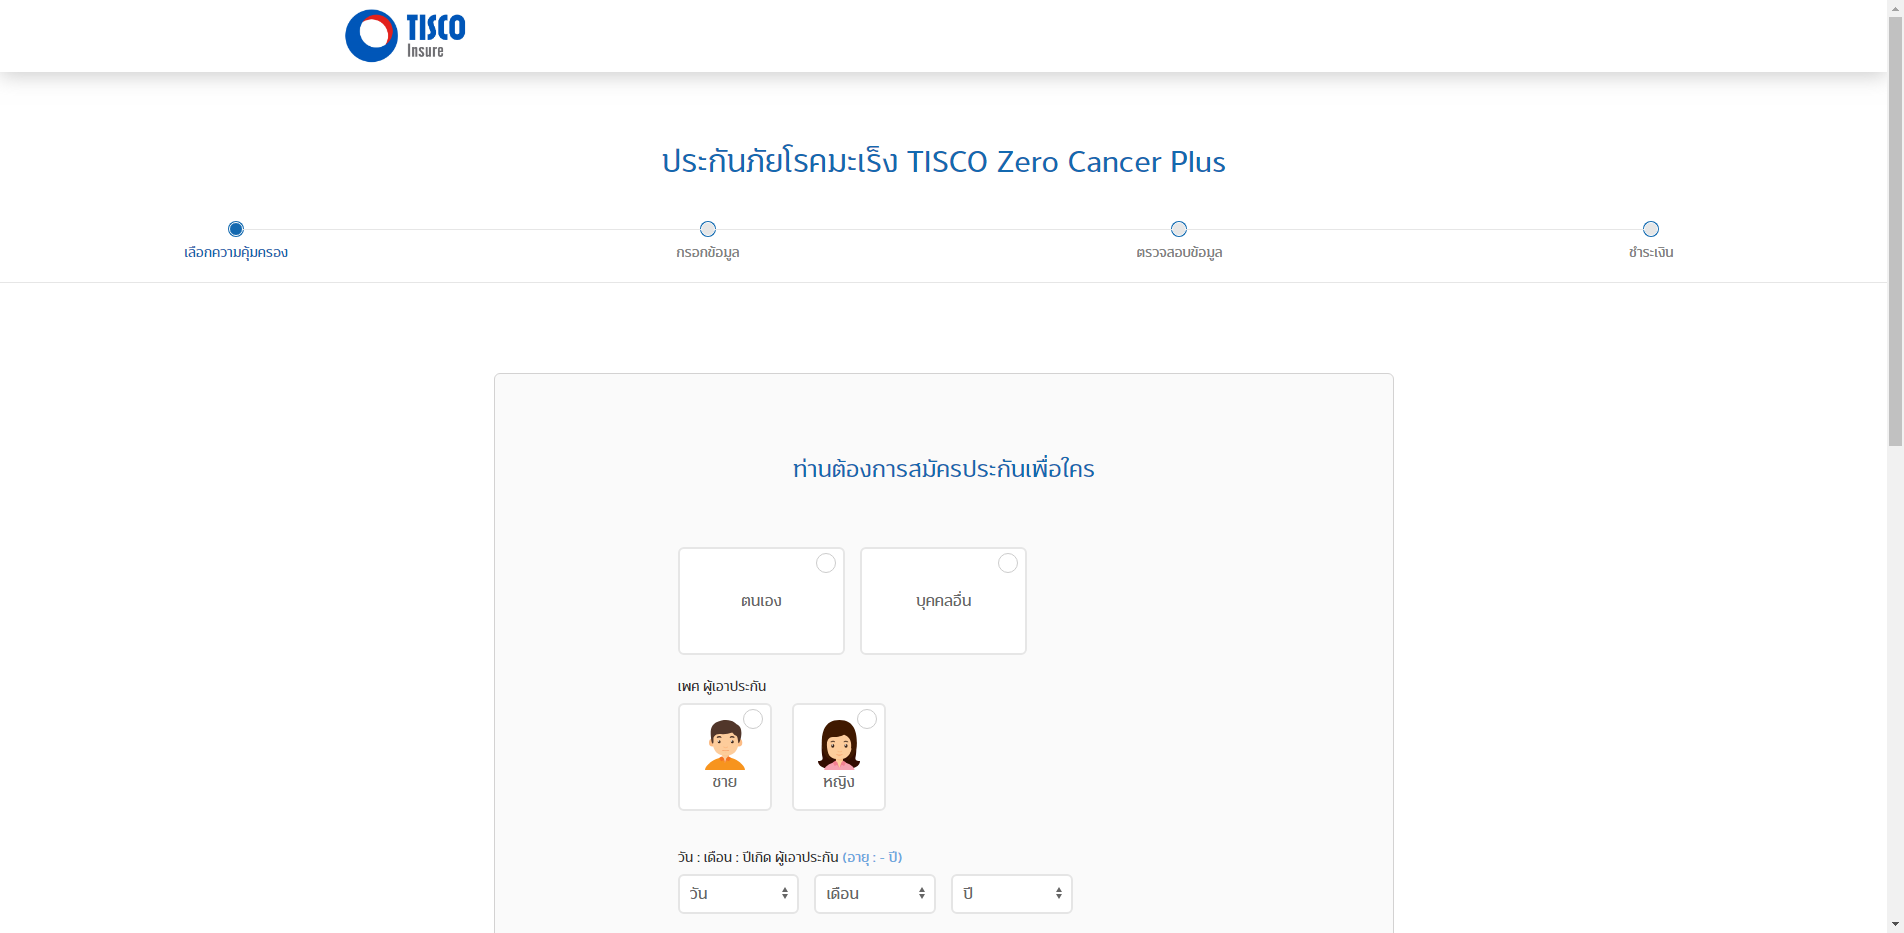 TISCO
Insure
ประกันภัยโรคมะเร็ง TISCO Zero Cancer Plus
เลือกความคุ้มครอง
กรอกข้อมูล
ตรวจสอบข้อมูล
ชำระเงิน
ท่านต้องการสมัครประกันเพื่อใคร
ตนเอง
บุคคลอื่น
เพศ ผู้เอาประกัน
ชาย
หญิง
วัน : เดือน : ปีเกิด ผู้เอาประกัน (อายุ : - ปี)
วัน
เดือน
ปี